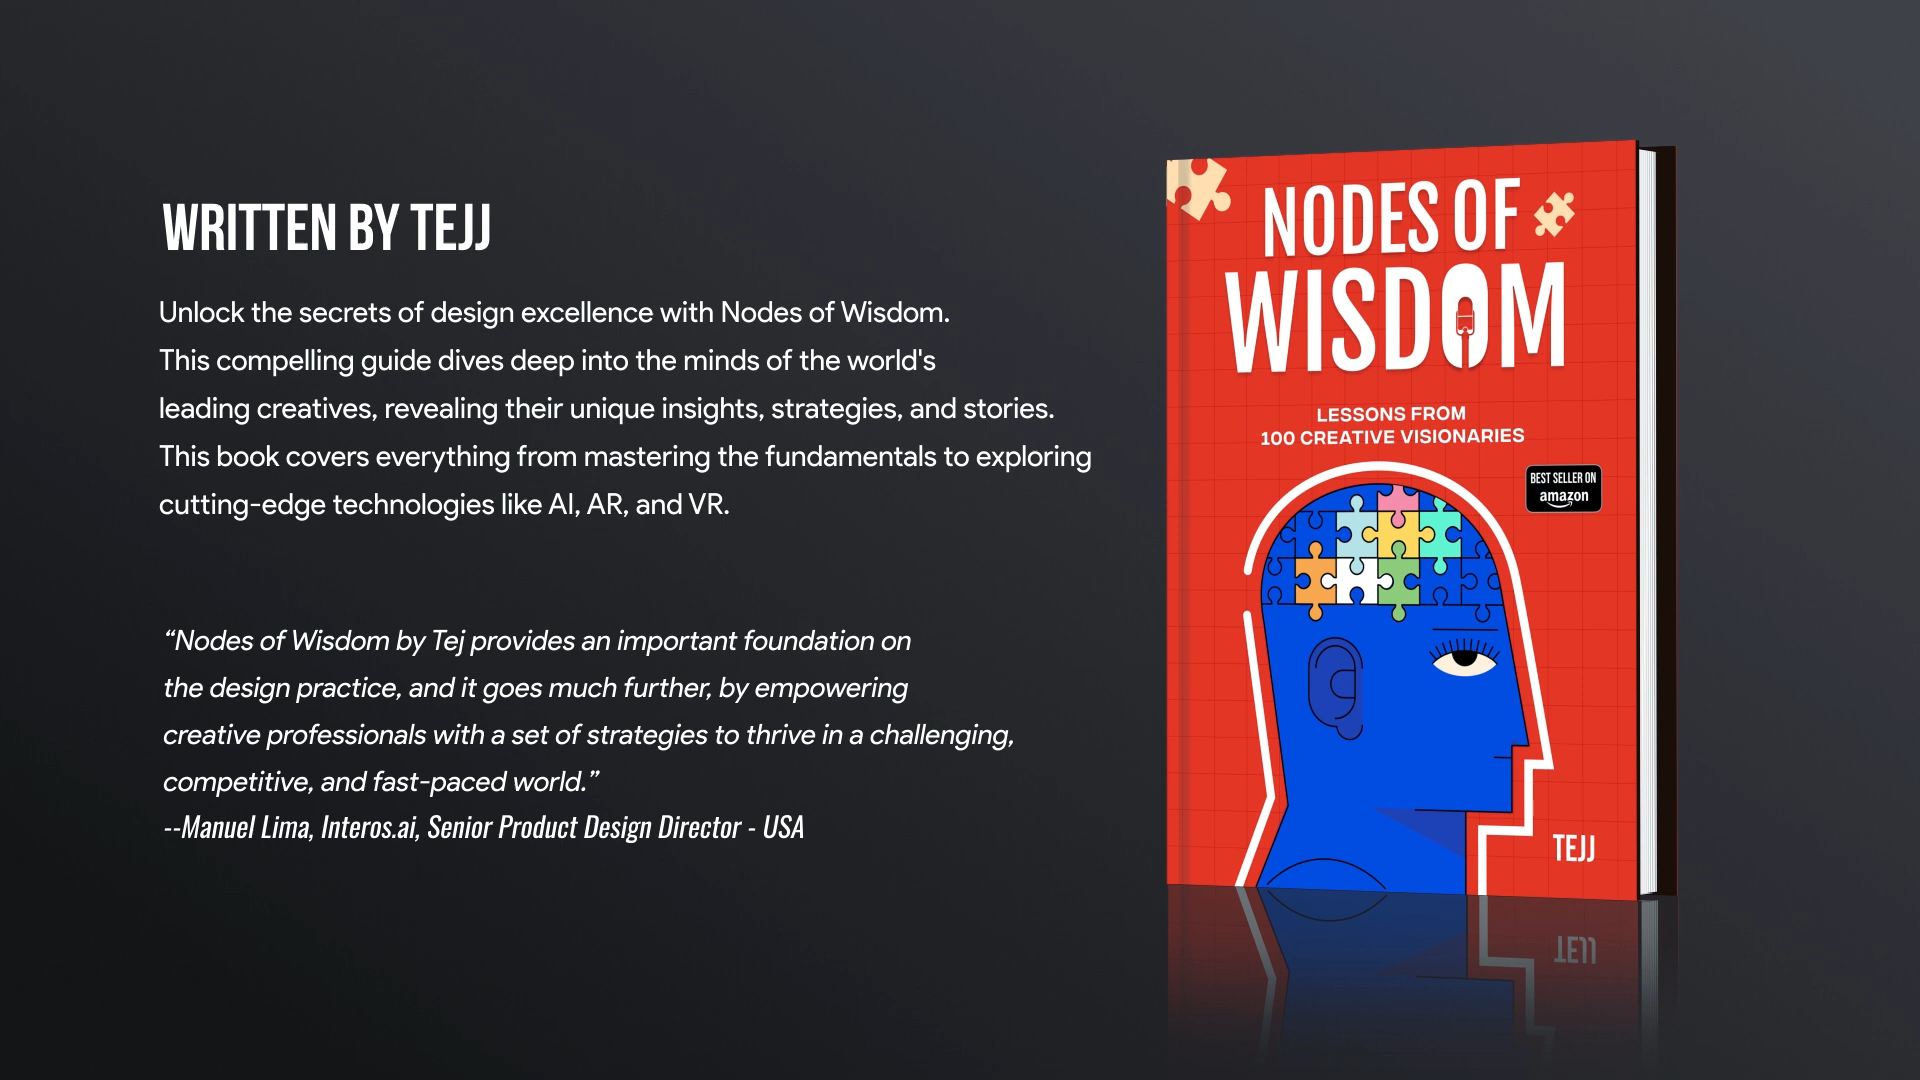 WRITTEN BY TEJJ
Unlock the secrets of design excellence with Nodes of Wisdom.
This compelling guide dives deep into the minds of the world's
leading creatives, revealing their unique insights, strategies, and stories.
This book covers everything from mastering the fundamentals to exploring
cutting-edge technologies like AI, AR, and VR.
“Nodes of Wisdom by Tej provides an important foundation on
the design practice, and it goes much further, by empowering
creative professionals with a set of strategies to thrive in a challenging,
competitive, and fast-paced world.”
--Manuel Lima, Interos.ai, Senior Product Design Director - USA
NODES OF
WISDOM
LESSONS FROM
100 CREATIVE VISIONARIES
BEST SELLER ON
amazon
TEJJ